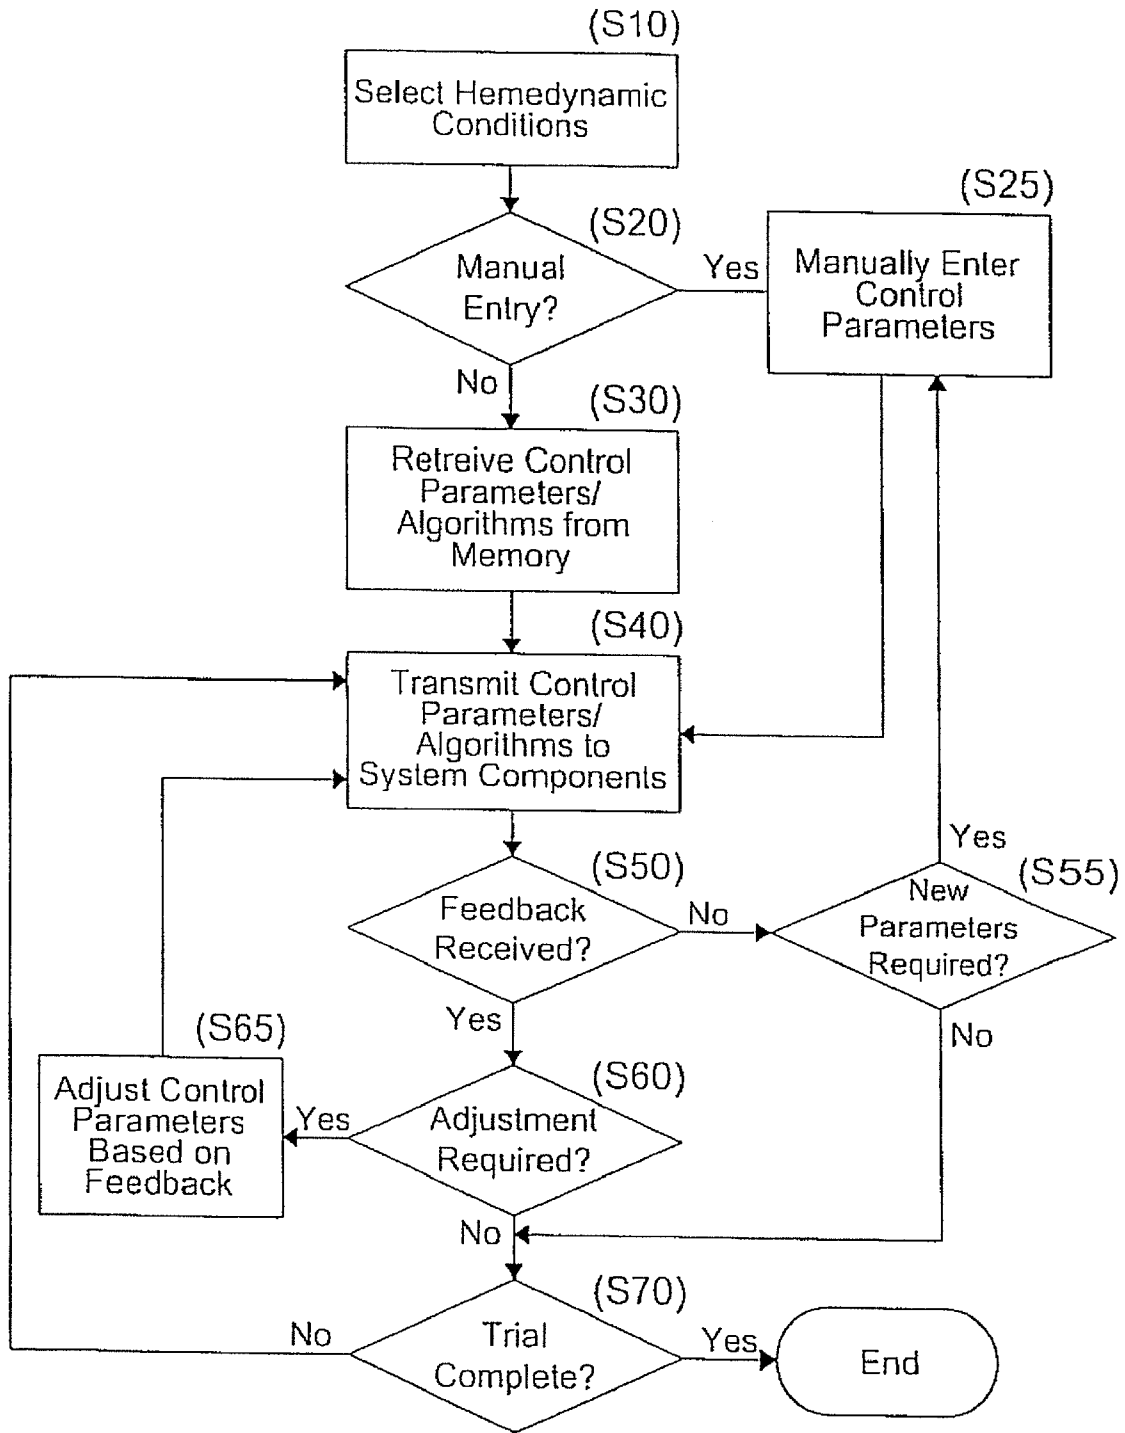 (S10)
Select Hemedynamic
Conditions
(S20)
Manual
Entry?
Yes
No
(S25)
Manually Enter
Control
Parameters
(S30)
Retreive Control
Parameters/
Algorithms from
Memory
(S40)
Transmit Control
Parameters/
Algorithms to
System Components
(S50)
Feedback
Received?
No
Yes
(S55)
New
Parameters
Required?
Yes
No
(S60)
Adjustment
Required?
Yes
No
(S65)
Adjust Control
Parameters
Based on
Feedback
(S70)
Trial
Complete?
No
Yes
End